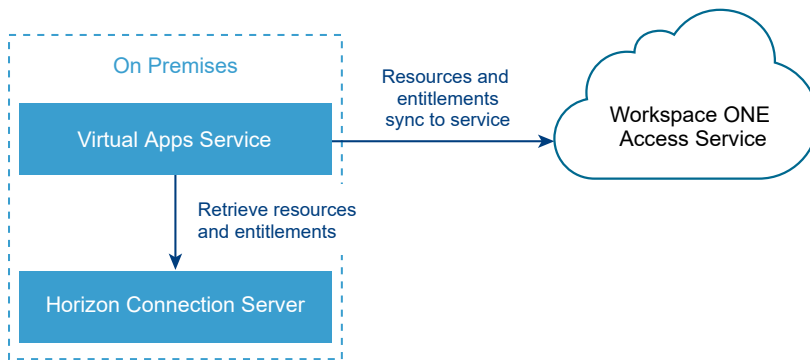 On Premises
Virtual Apps Service
Resources and
entitlements
sync to service
Workspace ONE
Access Service
Retrieve resources
and entitlements
Horizon Connection Server